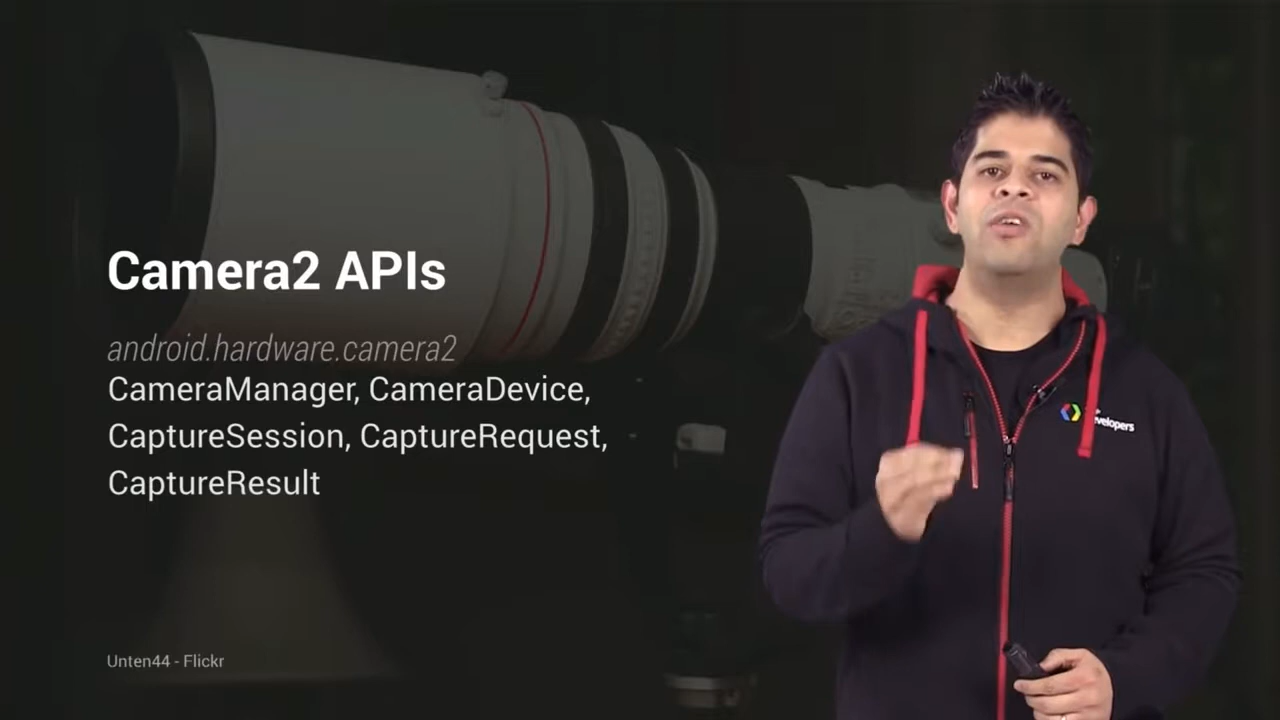 Camera2 APIs
android.hardware.camera2
CameraManager, CameraDevice,
CaptureSession, CaptureRequest,
CaptureResult
Unten44 - Flickr